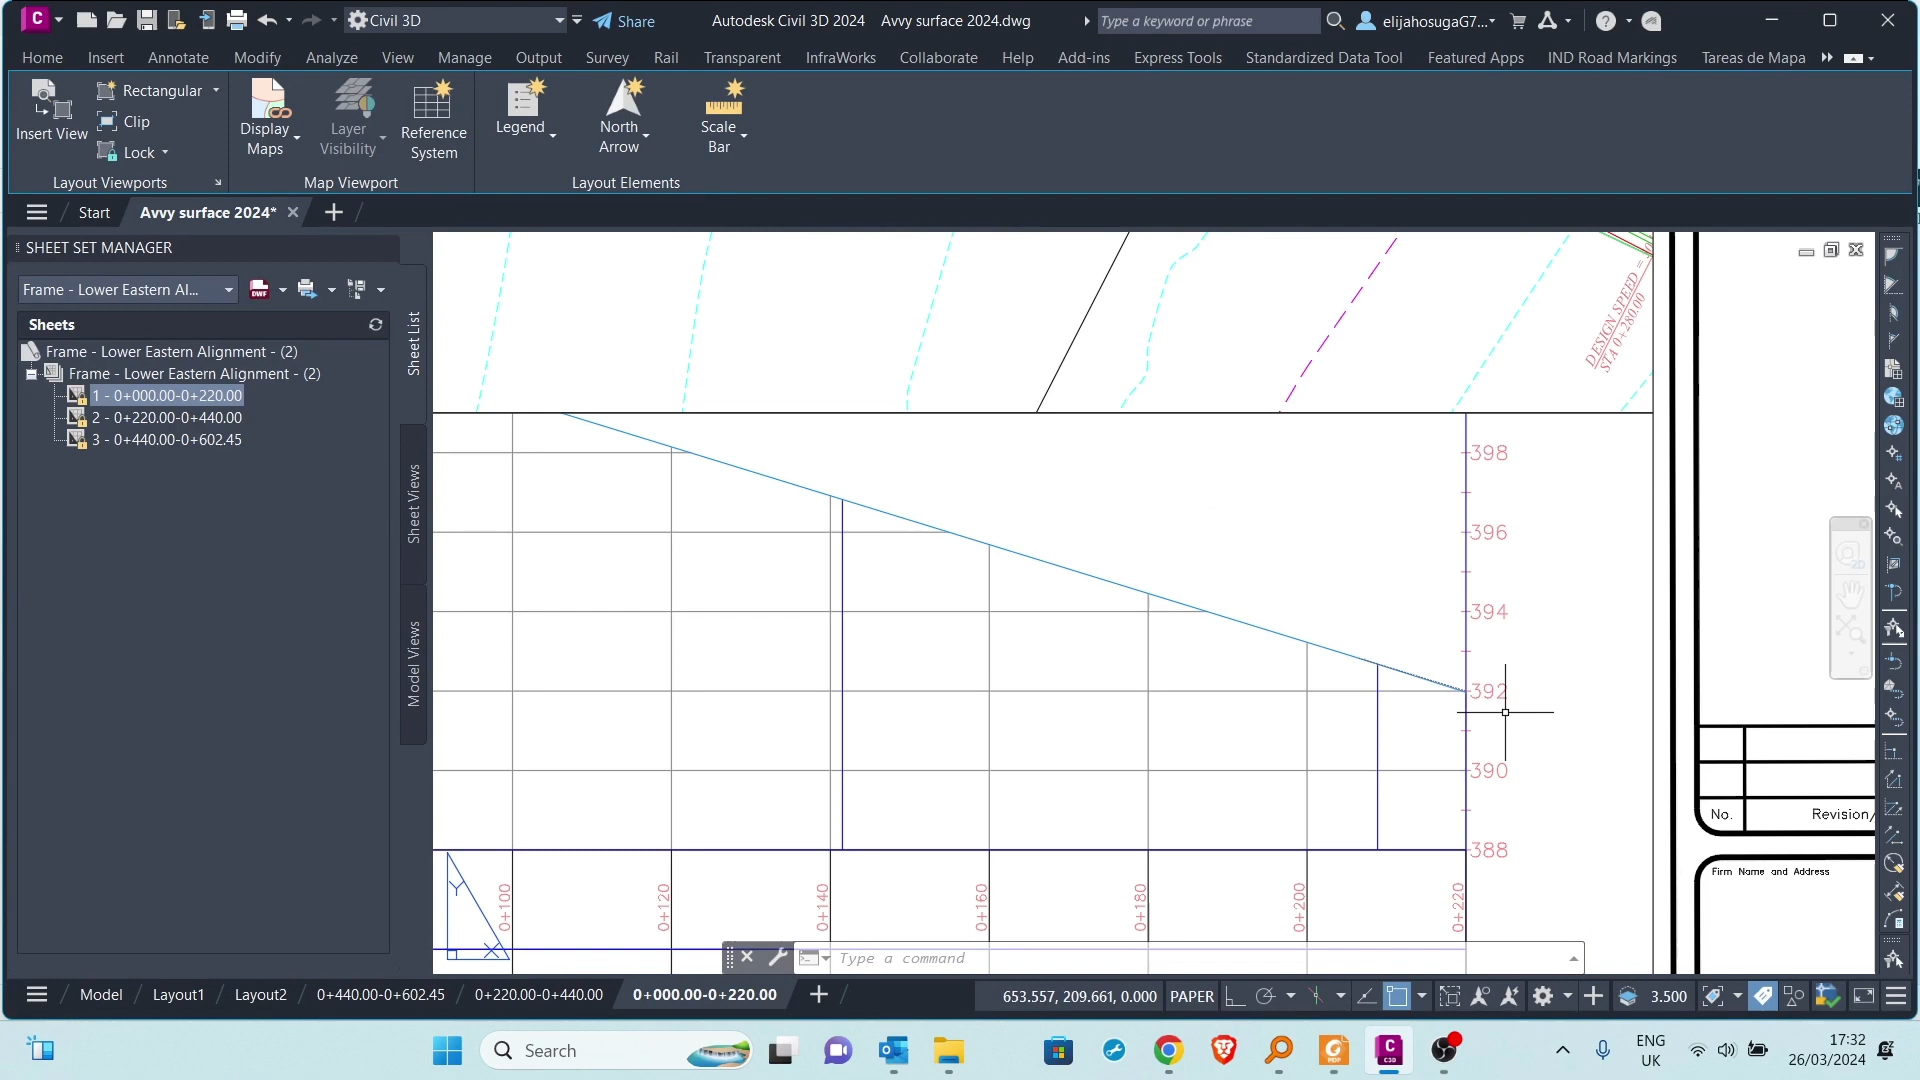 C
Civil 3D
Share
Autodesk Civil 3D 2024 Avvy surface 2024.dwg
Type a keyword or phrase
elijahosugaG7...
Home Insert Annotate Modify Analyze View Manage Output Survey Rail Transparent InfraWorks Collaborate Help Add-ins Express Tools Standardized Data Tool Featured Apps IND Road Markings Tareas de Mapa
Insert View
Rectangular
Clip
Lock
Layout Viewports
Display Maps
Layer Visibility
Reference System
Map Viewport
Legend
North Arrow
Scale Bar
Layout Elements
Start
Avvy surface 2024*
SHEET SET MANAGER
Frame - Lower Eastern Al...
DWF
Sheets
Frame - Lower Eastern Alignment - (2)
Frame - Lower Eastern Alignment - (2)
1 - 0+000.00-0+220.00
2 - 0+220.00-0+440.00
3 - 0+440.00-0+602.45
Sheet List
Sheet Views
Model Views
DESIGN SPEED =
STA 0+280.00
398
396
394
392
390
388
0+100
0+120
0+140
0+160
0+180
0+200
0+220
Y
X
No.
Revision/
Firm Name and Address
2D
Type a command
Model
Layout1
Layout2
0+440.00-0+602.45
0+220.00-0+440.00
0+000.00-0+220.00
653.557, 209.661, 0.000
PAPER
3.500
Search
C
C3D
PDF
ENG
UK
17:32
26/03/2024